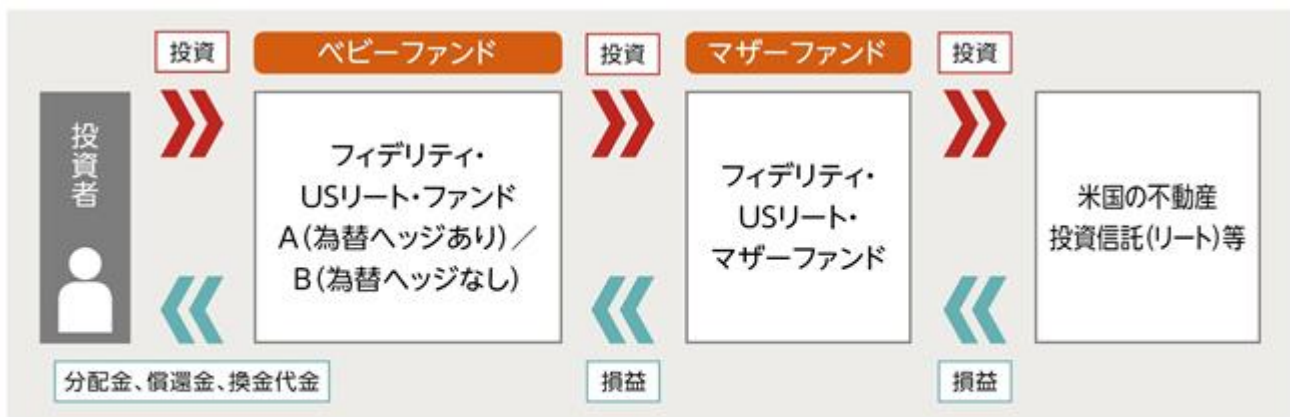 投資
ベビーファンド
投資
マザーファンド
投資
投資者
フィデリティ・
USリート・ファンド
A(為替ヘッジあり)/
B(為替ヘッジなし)
フィデリティ・
USリート・
マザーファンド
米国の不動産
投資信託(リート)等
分配金、償還金、換金代金
損益
損益